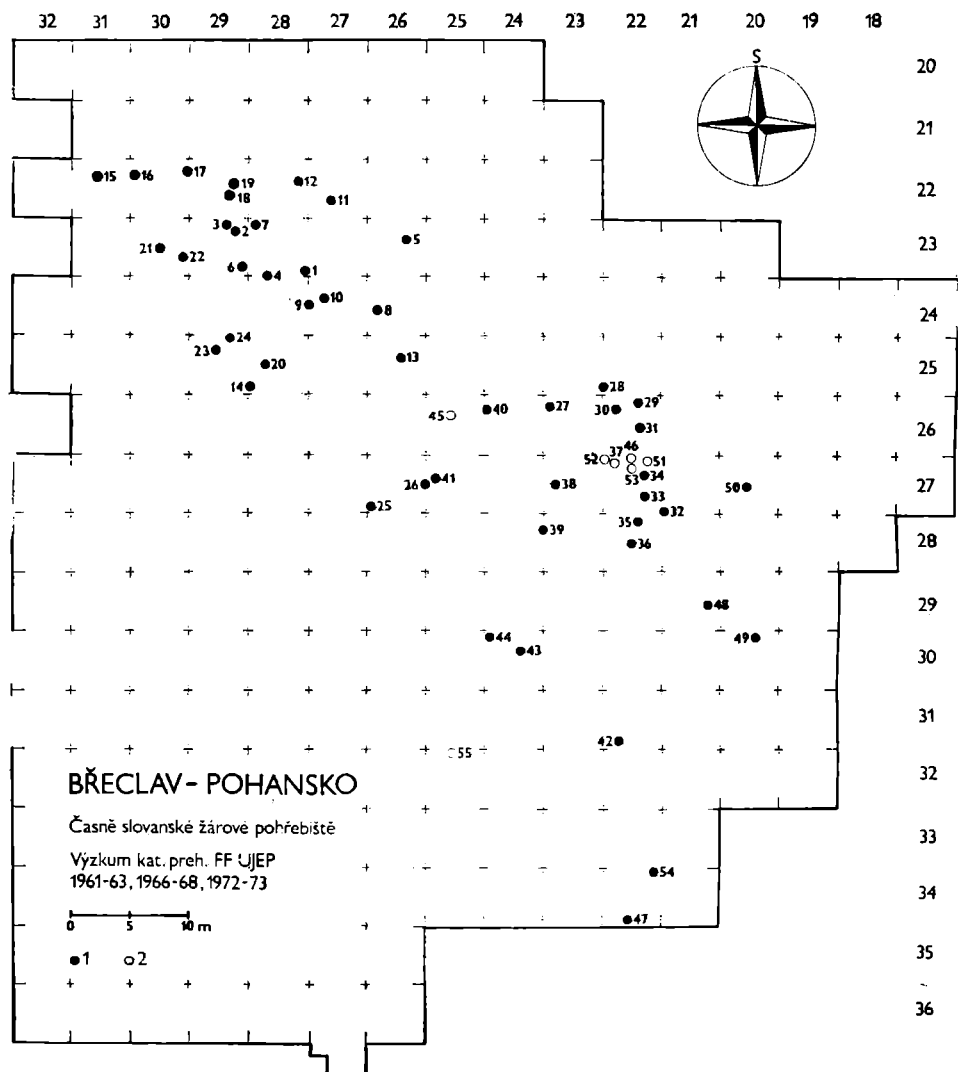 32 31 30 29 28 27 26 25 24 23 22 21 20 18
S
20
21
15 16 17 19 12
18 11 22
3 7
2 5
21 22 23
6 4 1
9 10 8 24
24
23 13
20 25
14 28
45 40 27 30 29
31 26
46
52 37 51
53 34
26 41 38 50 27
25 33
32
39 35
36 28
48 29
44 49
43 30
42 31
55
32
BŘECLAV - POHANSKO
Časně slovanské žárové pohřebiště
33
Výzkum kat. preh. FF UJEP
1961-63, 1966-68, 1972-73
54
34
0 5 10 m
47
1 2
35
36